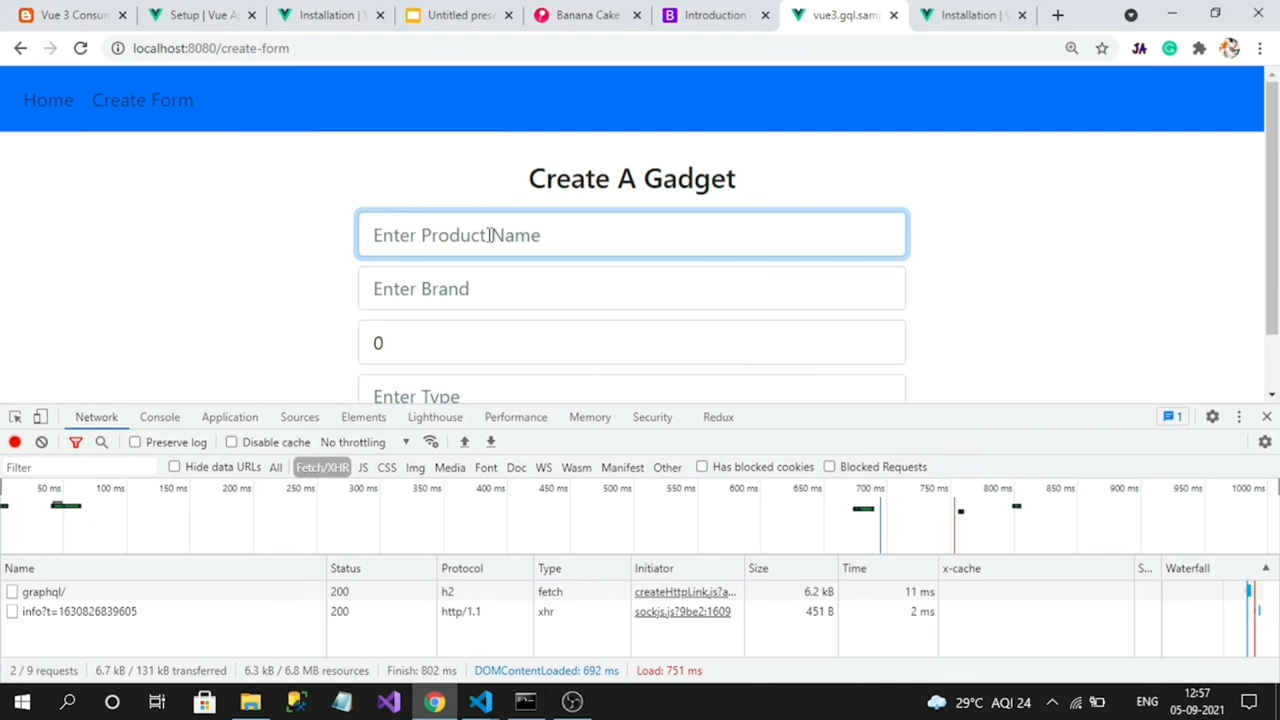 Vue 3 Consum
Setup | Vue A
Installation |
Untitled prese
Banana Cake
Introduction
vue3.gql.sam
Installation |
localhost:8080/create-form
JA
Home Create Form
Create A Gadget
Enter Product Name
Enter Brand
0
Enter Type
Network Console Application Sources Elements Lighthouse Performance Memory Security Redux 1
Preserve log Disable cache No throttling
Filter Hide data URLs All Fetch/XHR JS CSS Img Media Font Doc WS Wasm Manifest Other Has blocked cookies Blocked Requests
50 ms 100 ms 150 ms 200 ms 250 ms 300 ms 350 ms 400 ms 450 ms 500 ms 550 ms 600 ms 650 ms 700 ms 750 ms 800 ms 850 ms 900 ms 950 ms 1000 ms
Name Status Protocol Type Initiator Size Time x-cache S... Waterfall
graphql/ 200 h2 fetch createHttpLink.js?a... 6.2 kB 11 ms
info?t=1630826839605 200 http/1.1 xhr sockjs.js?9be2:1609 451 B 2 ms
2 / 9 requests 6.7 kB / 131 kB transferred 6.3 kB / 6.8 MB resources Finish: 802 ms DOMContentLoaded: 692 ms Load: 751 ms
29°C AQI 24 ENG 12:57
05-09-2021